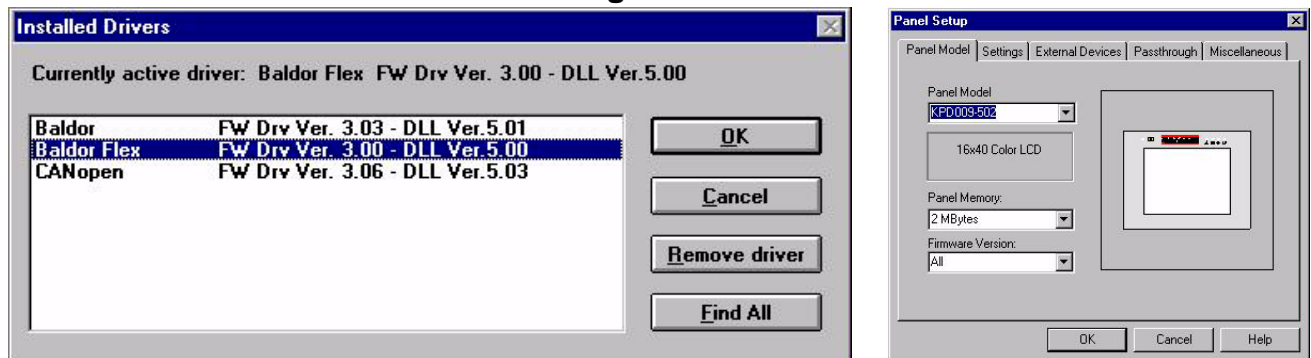 Installed Drivers
Currently active driver: Baldor Flex FW Drv Ver. 3.00 - DLL Ver.5.00
Baldor FW Drv Ver. 3.03 - DLL Ver.5.01
Baldor Flex FW Drv Ver. 3.00 - DLL Ver.5.00
CANopen FW Drv Ver. 3.06 - DLL Ver.5.03
OK
Cancel
Remove driver
Find All
Panel Setup
Panel Model Settings External Devices Passthrough Miscellaneous
Panel Model
KPD009-502
16x40 Color LCD
Panel Memory:
2 MBytes
Firmware Version:
All
OK Cancel Help